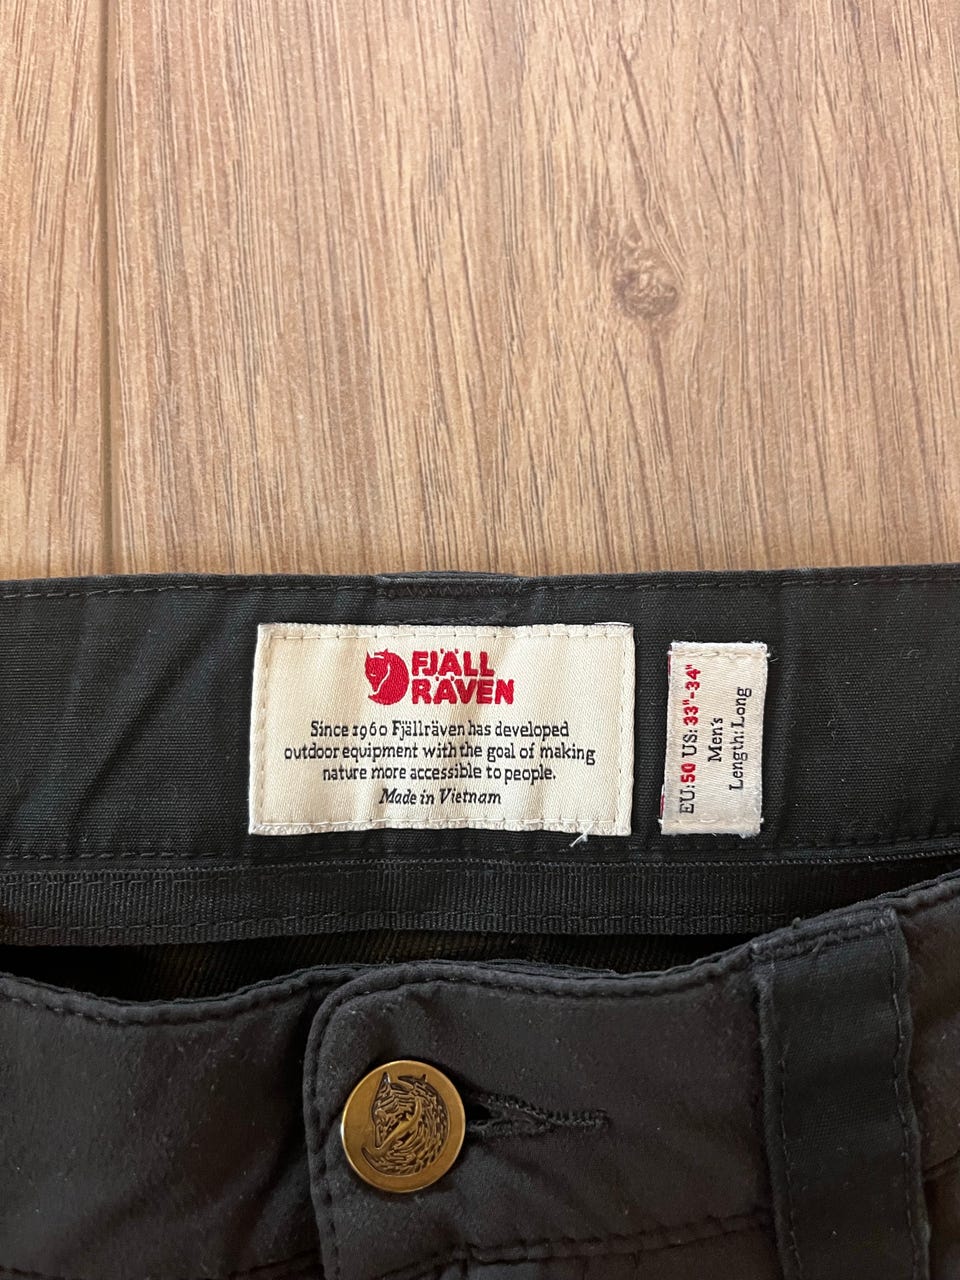 FJÄLL
RÄVEN
Since 1960 Fjällräven has developed
outdoor equipment with the goal of making
nature more accessible to people.
Made in Vietnam
EU:50 US:33"-34"
Men's
Length: Long